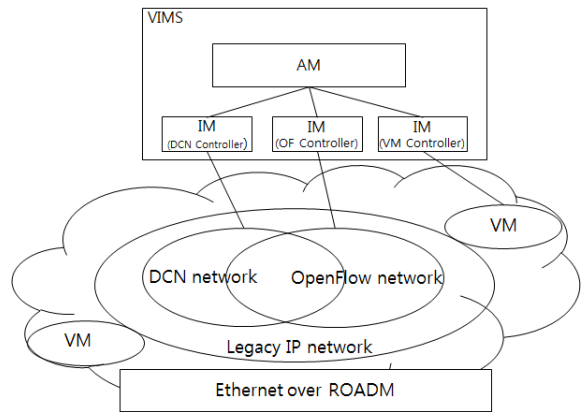 VIMS
AM
IM
(DCN Controller)
IM
(OF Controller)
IM
(VM Controller)
VM
DCN network
OpenFlow network
VM
Legacy IP network
Ethernet over ROADM